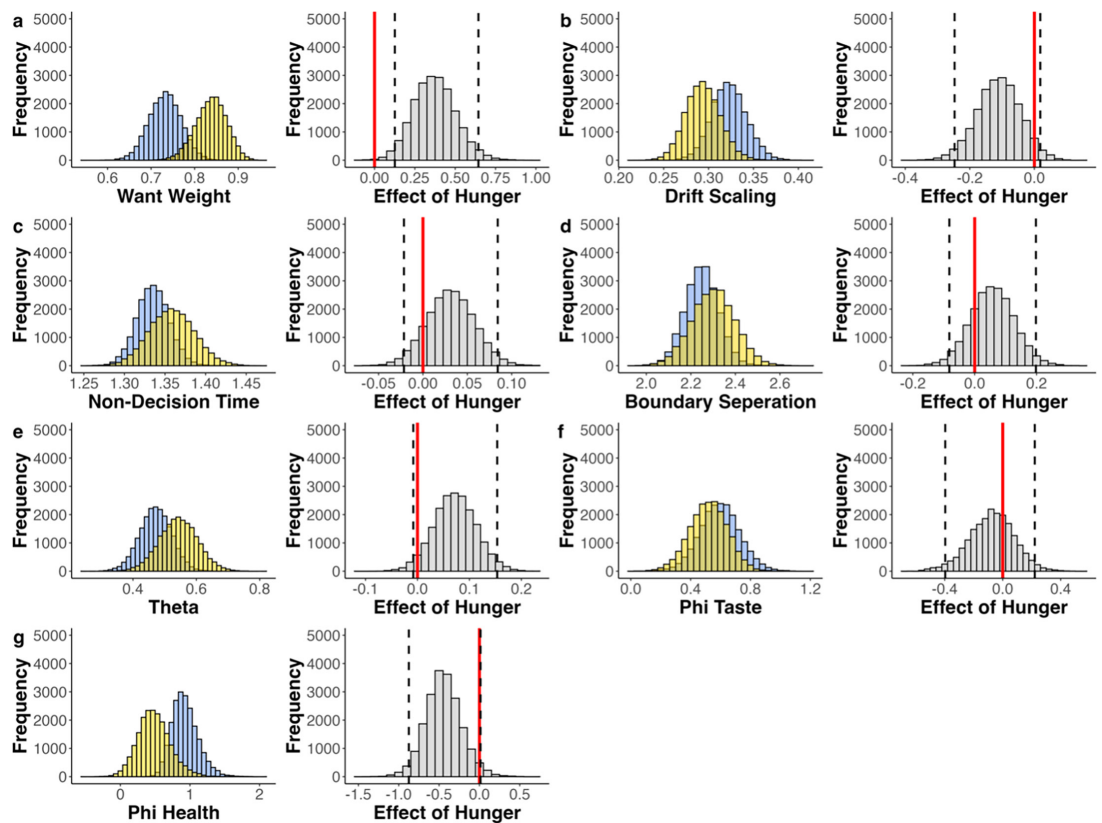 a
5000
4000
3000
2000
1000
0
Frequency
0.6 0.7 0.8 0.9
Want Weight
5000
4000
3000
2000
1000
0
Frequency
0.00 0.25 0.50 0.75 1.00
Effect of Hunger
b
5000
4000
3000
2000
1000
0
Frequency
0.20 0.25 0.30 0.35 0.40
Drift Scaling
5000
4000
3000
2000
1000
0
Frequency
-0.4 -0.2 0.0
Effect of Hunger
c
5000
4000
3000
2000
1000
0
Frequency
1.25 1.30 1.35 1.40 1.45
Non-Decision Time
5000
4000
3000
2000
1000
0
Frequency
-0.05 0.00 0.05 0.10
Effect of Hunger
d
5000
4000
3000
2000
1000
0
Frequency
2.0 2.2 2.4 2.6
Boundary Seperation
5000
4000
3000
2000
1000
0
Frequency
-0.2 0.0 0.2
Effect of Hunger
e
5000
4000
3000
2000
1000
0
Frequency
0.4 0.6 0.8
Theta
5000
4000
3000
2000
1000
0
Frequency
-0.1 0.0 0.1 0.2
Effect of Hunger
f
5000
4000
3000
2000
1000
0
Frequency
0.0 0.4 0.8 1.2
Phi Taste
5000
4000
3000
2000
1000
0
Frequency
-0.4 0.0 0.4
Effect of Hunger
g
5000
4000
3000
2000
1000
0
Frequency
0 1 2
Phi Health
5000
4000
3000
2000
1000
0
Frequency
-1.5 -1.0 -0.5 0.0 0.5
Effect of Hunger